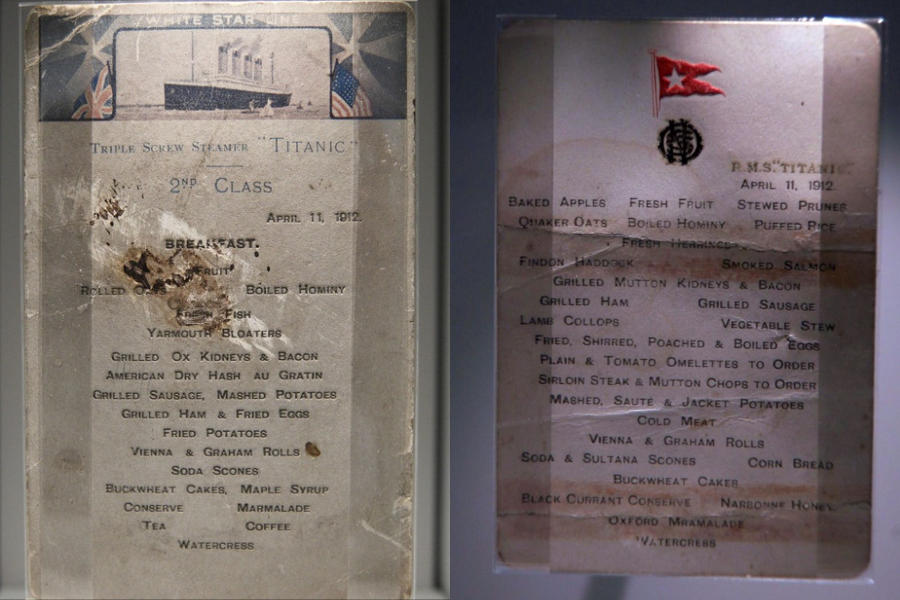 WHITE STAR LINE
TRIPLE SCREW STEAMER "TITANIC"
2ND CLASS
APRIL 11, 1912.
BREAKFAST.
FRUIT
ROLLED OATS BOILED HOMINY
FRESH FISH
YARMOUTH BLOATERS
GRILLED OX KIDNEYS & BACON
AMERICAN DRY HASH AU GRATIN
GRILLED SAUSAGE, MASHED POTATOES
GRILLED HAM & FRIED EGGS
FRIED POTATOES
VIENNA & GRAHAM ROLLS
SODA SCONES
BUCKWHEAT CAKES, MAPLE SYRUP
CONSERVE MARMALADE
TEA COFFEE
WATERCRESS
R.M.S. "TITANIC"
APRIL 11, 1912.
BAKED APPLES FRESH FRUIT STEWED PRUNES
QUAKER OATS BOILED HOMINY PUFFED RICE
FRESH HERRINGS
FINDON HADDOCK SMOKED SALMON
GRILLED MUTTON KIDNEYS & BACON
GRILLED HAM GRILLED SAUSAGE
LAMB COLLOPS VEGETABLE STEW
FRIED, SHIRRED, POACHED & BOILED EGGS
PLAIN & TOMATO OMELETTES TO ORDER
SIRLOIN STEAK & MUTTON CHOPS TO ORDER
MASHED, SAUTÉ & JACKET POTATOES
COLD MEAT
VIENNA & GRAHAM ROLLS
SODA & SULTANA SCONES CORN BREAD
BUCKWHEAT CAKES
BLACK CURRANT CONSERVE NARBONNE HONEY
OXFORD MRAMALADE
WATERCRESS